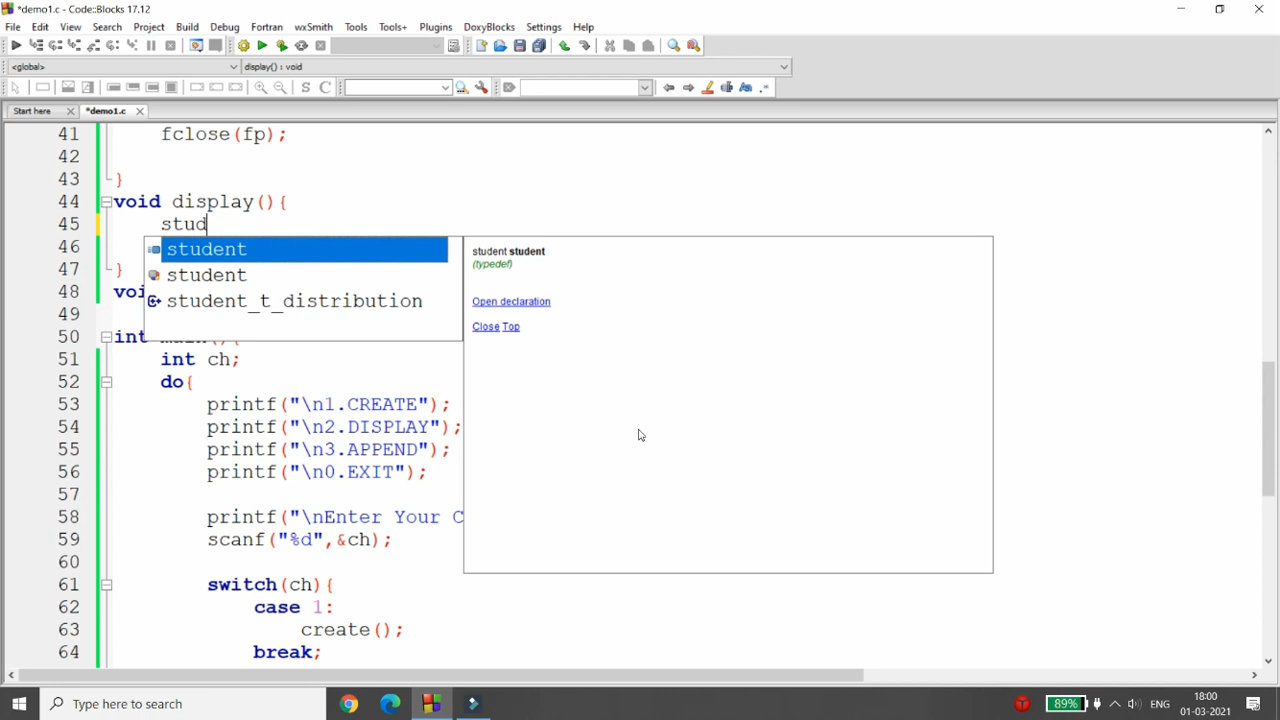 *demo1.c - Code::Blocks 17.12
File Edit View Search Project Build Debug Fortran wxSmith Tools Tools+ Plugins DoxyBlocks Settings Help
<global> display() : void
S C
Start here *demo1.c
41 fclose(fp);
42
43 }
44 void display(){
45 stud
46
47 }
48 voi
49
50 int main(){
51 int ch;
52 do{
53 printf("\n1.CREATE");
54 printf("\n2.DISPLAY");
55 printf("\n3.APPEND");
56 printf("\n0.EXIT");
57
58 printf("\nEnter Your C
59 scanf("%d",&ch);
60
61 switch(ch){
62 case 1:
63 create();
64 break;
student
student
student_t_distribution
student student
(typedef)
Open declaration
Close Top
Type here to search
89%
ENG
18:00
01-03-2021